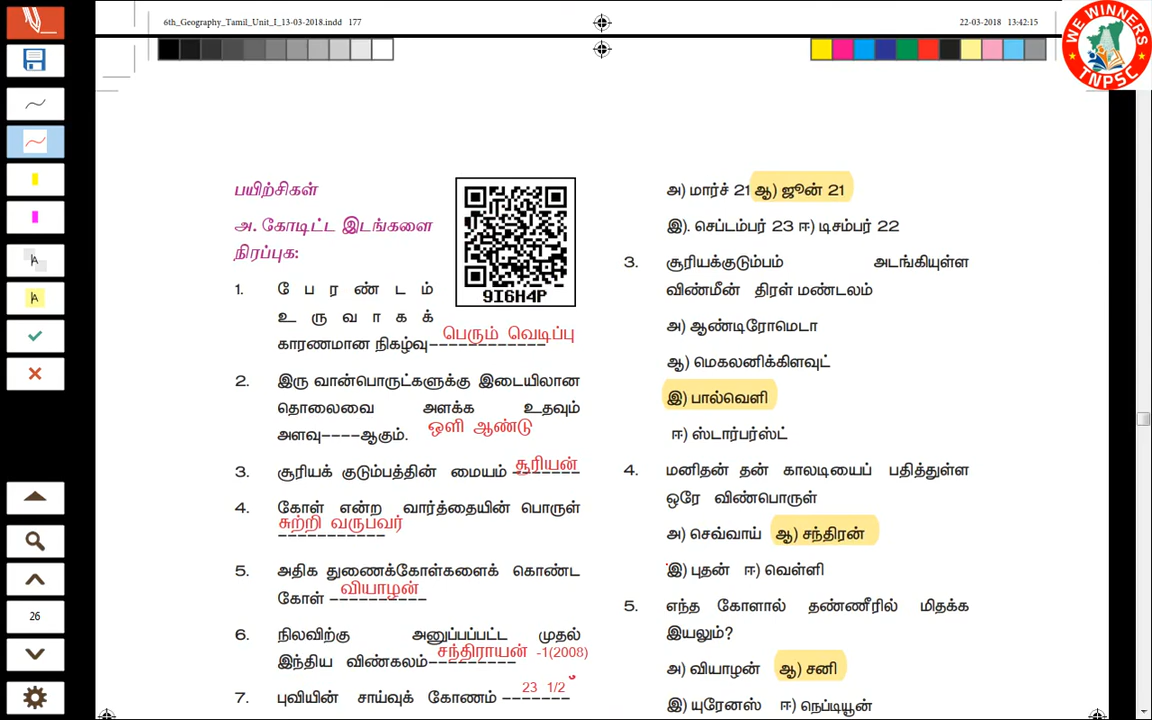 6th_Geography_Tamil_Unit_I_13-03-2018.indd 177
22-03-2018 13:42:15
WE WINNERS
TNPSC
பயிற்சிகள்
அ. கோடிட்ட இடங்களை
நிரப்புக:
9I6H4P
1. பேரண்டம்
உருவாகக்
காரணமான நிகழ்வு------------ பெரும் வெடிப்பு
2. இரு வான்பொருட்களுக்கு இடையிலான
தொலைவை அளக்க உதவும்
அளவு----ஆகும். ஒளி ஆண்டு
3. சூரியக் குடும்பத்தின் மையம் ------- சூரியன்
4. கோள் என்ற வார்த்தையின் பொருள்
சுற்றி வருபவர்
-----------
5. அதிக துணைக்கோள்களைக் கொண்ட
கோள் ---------- வியாழன்
6. நிலவிற்கு அனுப்பப்பட்ட முதல்
இந்திய விண்கலம்--------- சந்திராயன் -1(2008)
7. புவியின் சாய்வுக் கோணம் ------- 23 1/2°
அ) மார்ச் 21 ஆ) ஜூன் 21
இ). செப்டம்பர் 23 ஈ) டிசம்பர் 22
3. சூரியக்குடும்பம் அடங்கியுள்ள
விண்மீன் திரள் மண்டலம்
அ) ஆண்டிரோமெடா
ஆ) மெகலனிக்கிளவுட்
இ) பால்வெளி
ஈ) ஸ்டார்பர்ஸ்ட்
4. மனிதன் தன் காலடியைப் பதித்துள்ள
ஒரே விண்பொருள்
அ) செவ்வாய் ஆ) சந்திரன்
இ) புதன் ஈ) வெள்ளி
5. எந்த கோளால் தண்ணீரில் மிதக்க
இயலும்?
அ) வியாழன் ஆ) சனி
இ) யுரேனஸ் ஈ) நெப்டியூன்
26